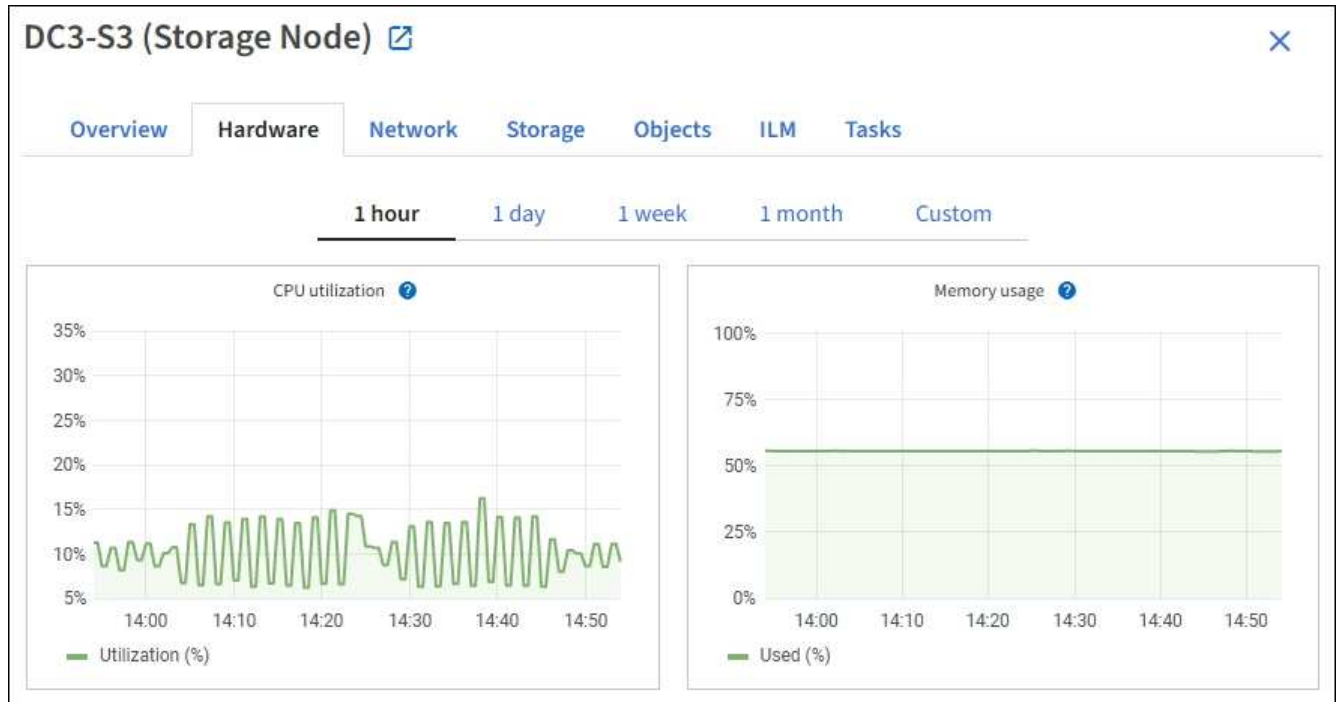 DC3-S3 (Storage Node)
Overview Hardware Network Storage Objects ILM Tasks
1 hour 1 day 1 week 1 month Custom
CPU utilization ?
35%
30%
25%
20%
15%
10%
5%
14:00 14:10 14:20 14:30 14:40 14:50
Utilization (%)
Memory usage ?
100%
75%
50%
25%
0%
14:00 14:10 14:20 14:30 14:40 14:50
Used (%)